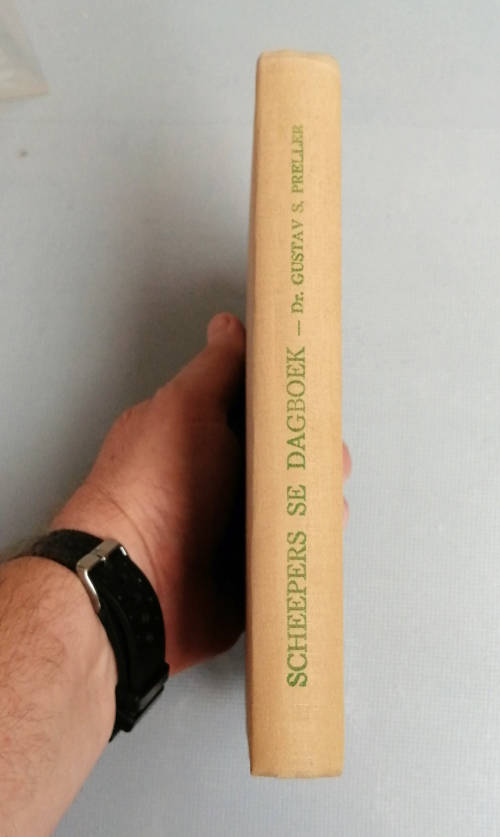 SCHEEPERS SE DAGBOEK — Dr. GUSTAV S. PRELLER